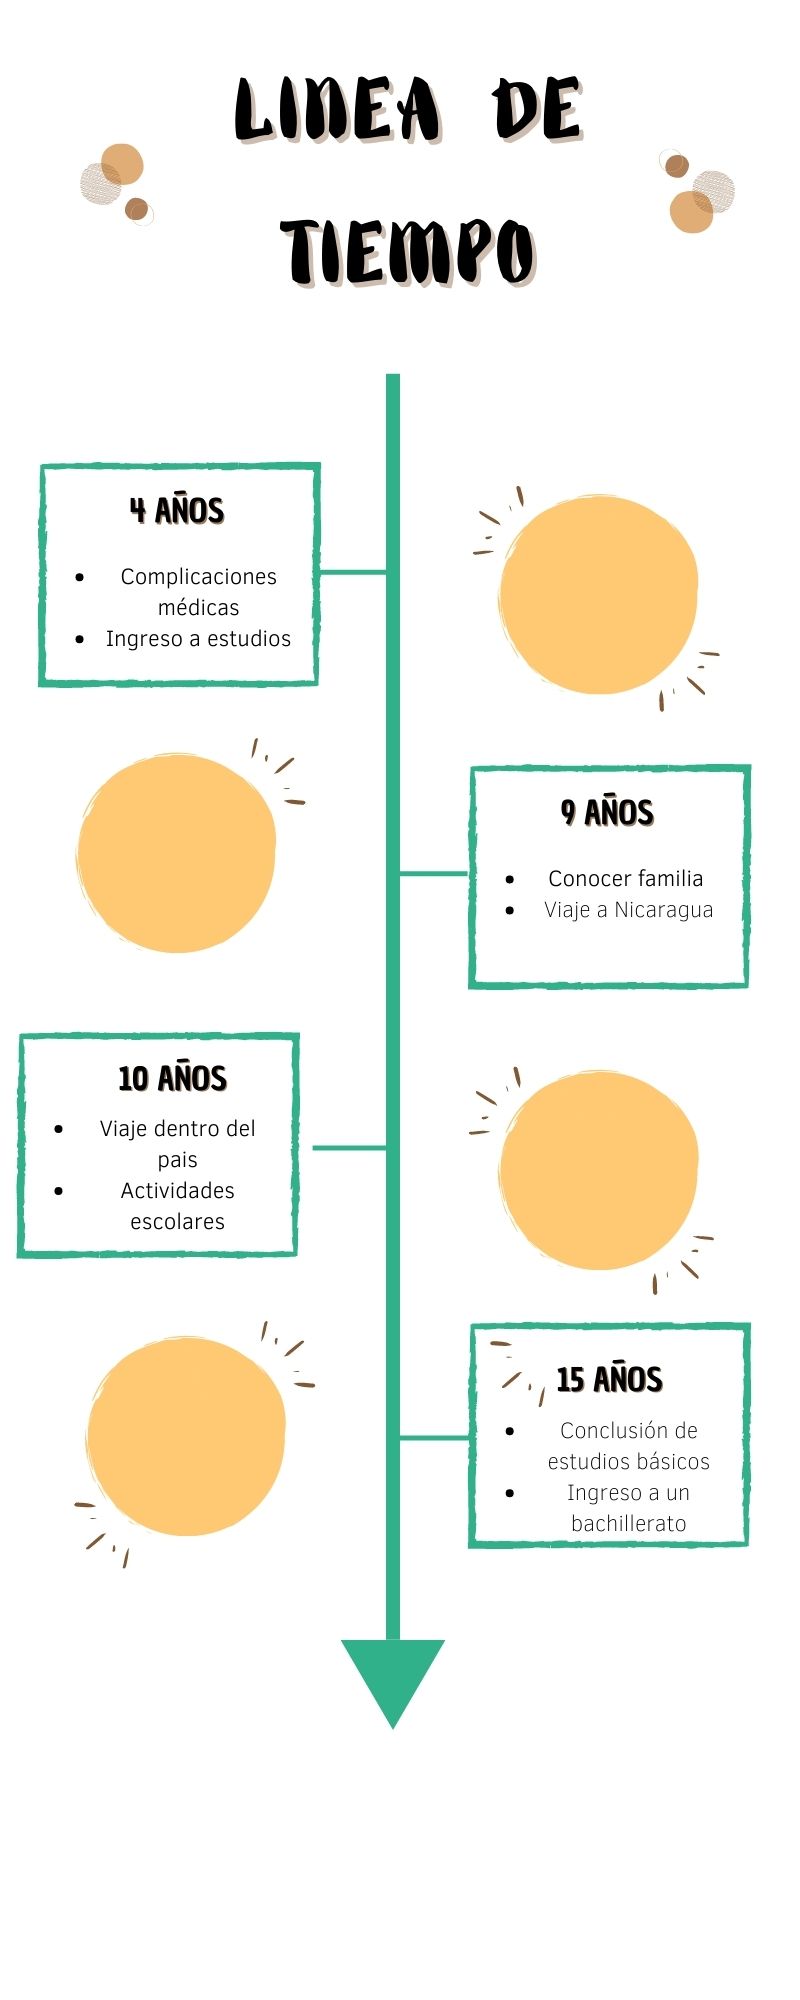 LINEA DE
TIEMPO
4 AÑOS
• Complicaciones
médicas
• Ingreso a estudios
9 AÑOS
• Conocer familia
• Viaje a Nicaragua
10 AÑOS
• Viaje dentro del
pais
• Actividades
escolares
15 AÑOS
• Conclusión de
estudios básicos
• Ingreso a un
bachillerato